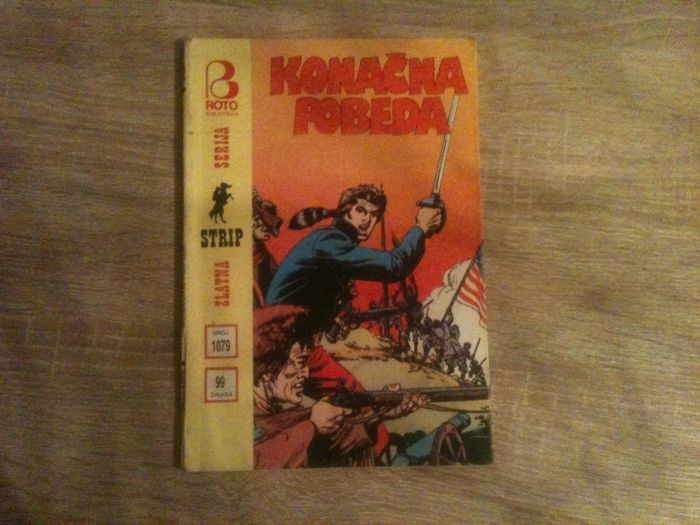 KONAČNA
POBEDA
ROTO
BIBLIOTEKA
ZLATNA
STRIP
SERIJA
BROJ
1079
99
DINARA